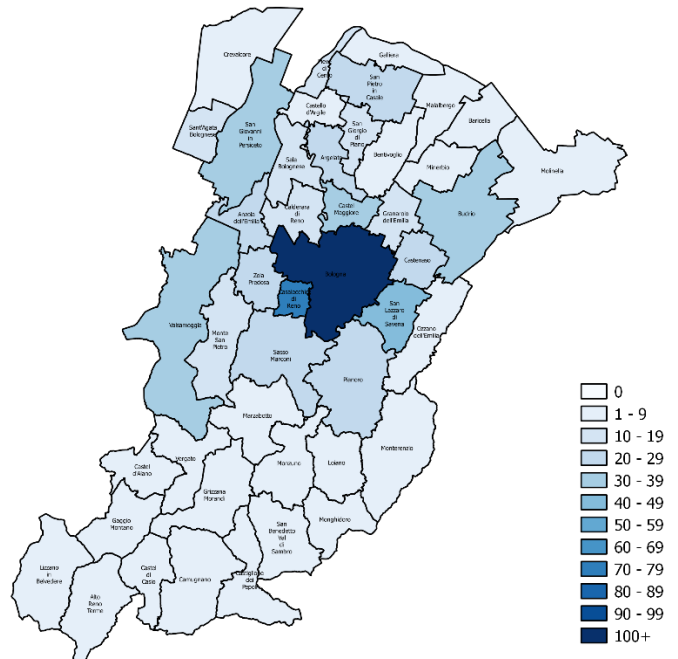 Crevalcore
Galliera
San
Pietro
in
Casale
Castello
d'Argile
Malalbergo
Baricella
Sant'Agata
Bolognese
San
Giovanni
in
Persiceto
San
Giorgio
di
Piano
Argelato
Bentivoglio
Sala
Bolognese
Minerbio
Molinella
Budrio
Calderara
di
Reno
Castel
Maggiore
Granarolo
dell'Emilia
Anzola
dell'Emilia
Castenaso
Bologna
Zola
Predosa
Casalecchio
di
Reno
San
Lazzaro
di
Savena
Ozzano
dell'Emilia
Valsamoggia
Monte
San
Pietro
Sasso
Marconi
Pianoro
Marzabotto
Monterenzio
Vergato
Castel
d'Aiano
Monzuno
Loiano
Grizzana
Morandi
Gaggio
Montano
San
Benedetto
Val
di
Sambro
Monghidoro
Lizzano
in
Belvedere
Castel
di
Casio
Camugnano
Castiglione
dei
Pepoli
Alto
Reno
Terme
0
1 - 9
10 - 19
20 - 29
30 - 39
40 - 49
50 - 59
60 - 69
70 - 79
80 - 89
90 - 99
100+